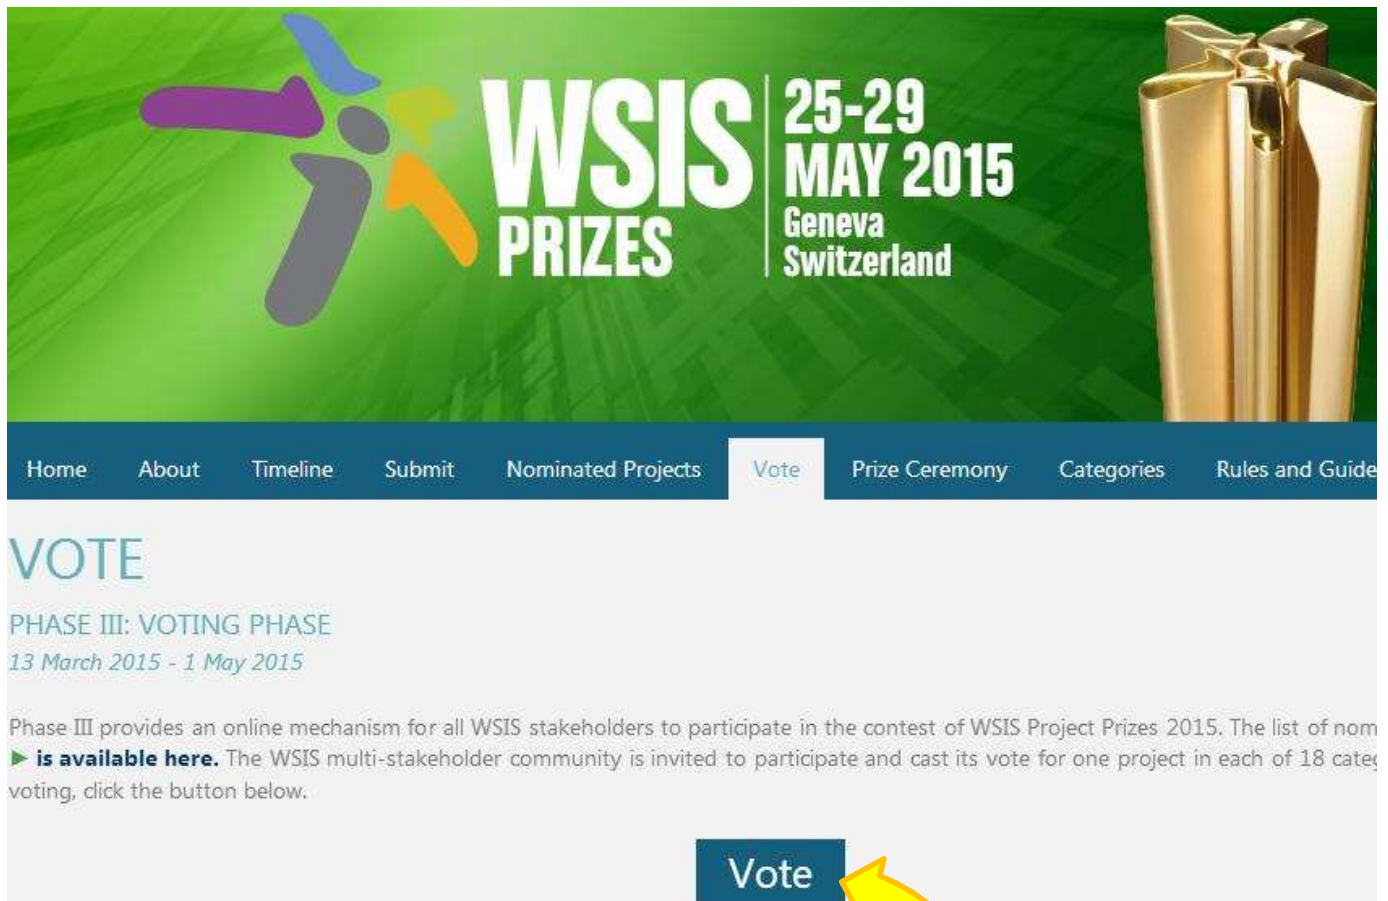 WSIS
PRIZES
25-29
MAY 2015
Geneva
Switzerland
Home About Timeline Submit Nominated Projects Vote Prize Ceremony Categories Rules and Guide
VOTE
PHASE III: VOTING PHASE
13 March 2015 - 1 May 2015
Phase III provides an online mechanism for all WSIS stakeholders to participate in the contest of WSIS Project Prizes 2015. The list of nom
is available here. The WSIS multi-stakeholder community is invited to participate and cast its vote for one project in each of 18 categ
voting, click the button below.
Vote